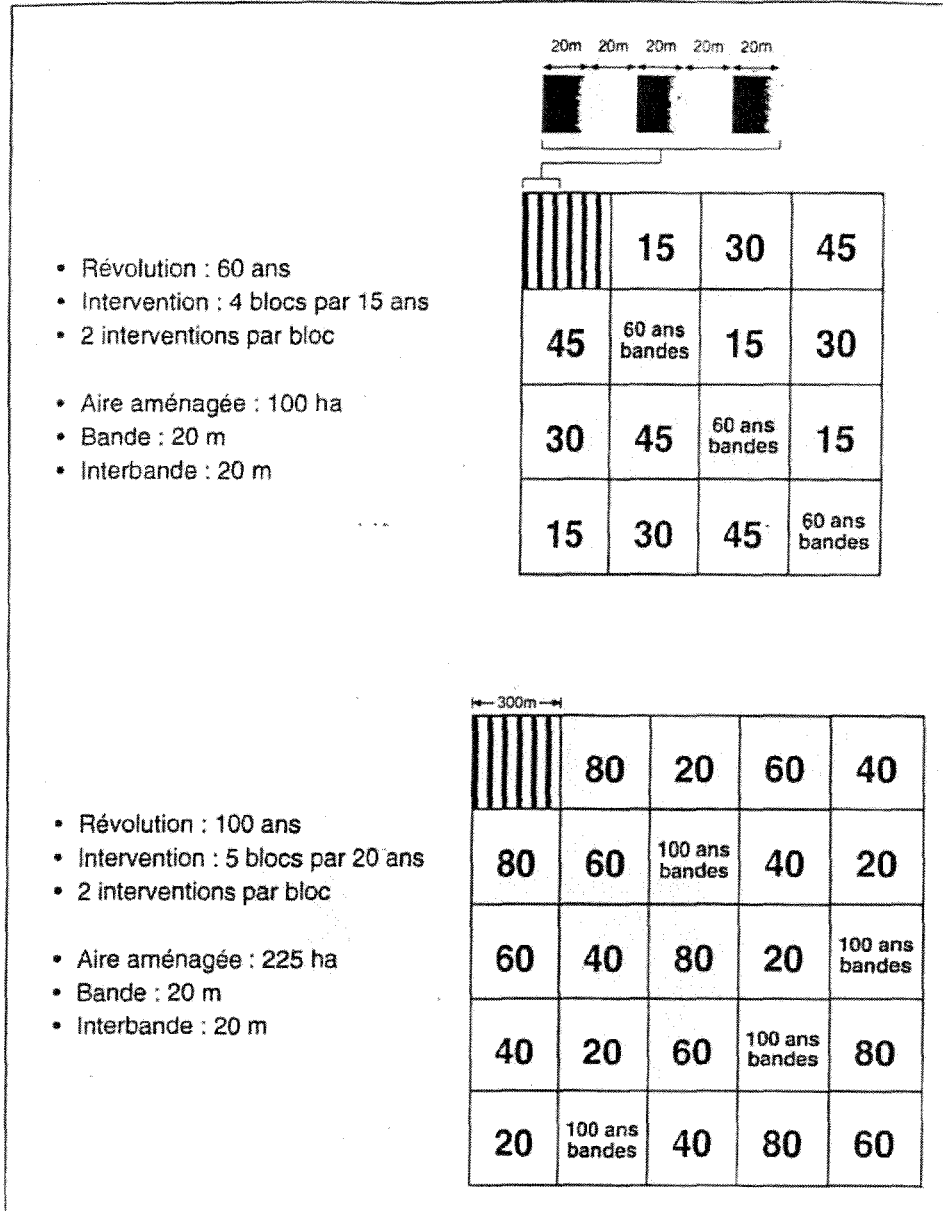 20m 20m 20m 20m 20m
• Révolution : 60 ans
• Intervention : 4 blocs par 15 ans
• 2 interventions par bloc
• Aire aménagée : 100 ha
• Bande : 20 m
• Interbande : 20 m
15 30 45
45 60 ans bandes 15 30
30 45 60 ans bandes 15
15 30 45 60 ans bandes
300m
• Révolution : 100 ans
• Intervention : 5 blocs par 20 ans
• 2 interventions par bloc
• Aire aménagée : 225 ha
• Bande : 20 m
• Interbande : 20 m
80 20 60 40
80 60 100 ans bandes 40 20
60 40 80 20 100 ans bandes
40 20 60 100 ans bandes 80
20 100 ans bandes 40 80 60